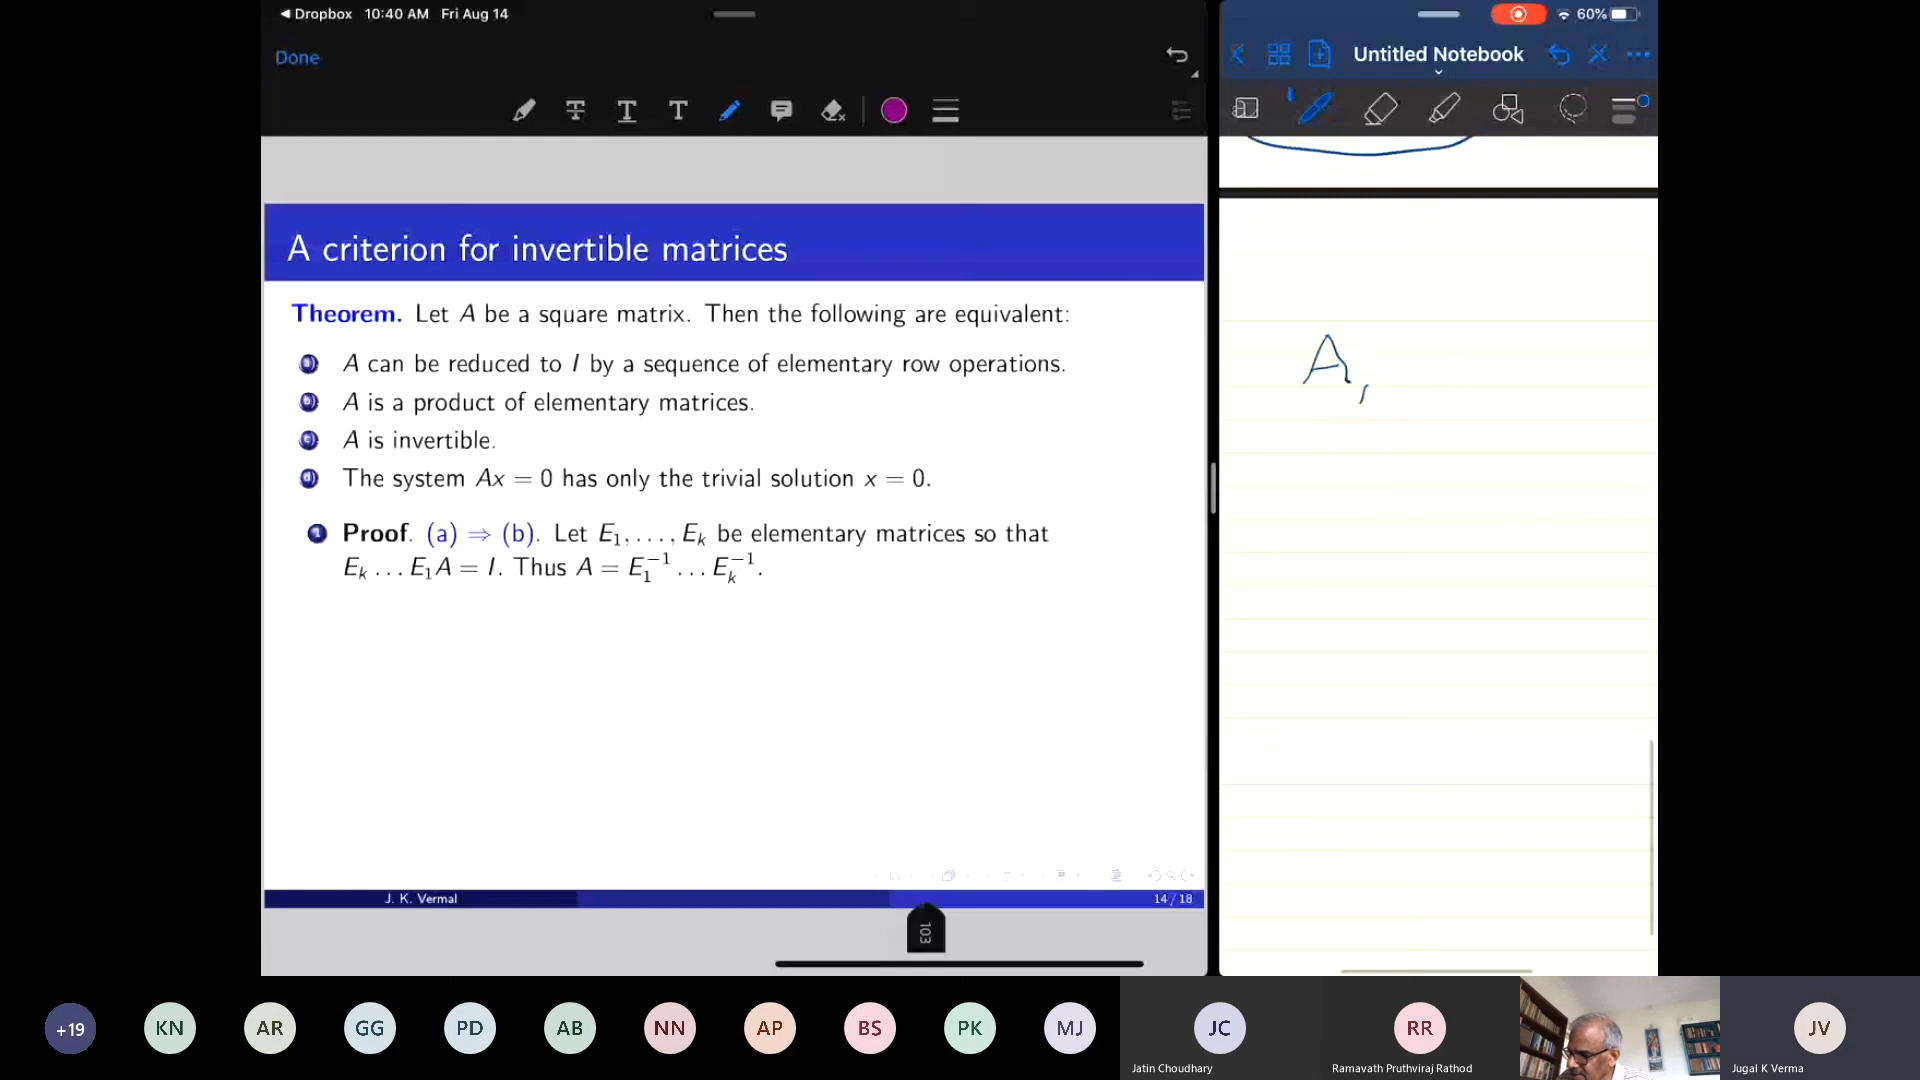 Dropbox 10:40 AM Fri Aug 14
60%
Done
Untitled Notebook
A criterion for invertible matrices
Theorem. Let A be a square matrix. Then the following are equivalent:
a) A can be reduced to I by a sequence of elementary row operations.
b) A is a product of elementary matrices.
c) A is invertible.
d) The system Ax = 0 has only the trivial solution x = 0.
1 Proof. (a) ⇒ (b). Let E₁, . . . , Eₖ be elementary matrices so that
Eₖ . . . E₁A = I. Thus A = E₁⁻¹ . . . Eₖ⁻¹.
A,
J. K. Vermal
14 / 18
103
+19
KN
AR
GG
PD
AB
NN
AP
BS
PK
MJ
JC
RR
JV
Jatin Choudhary
Ramavath Pruthviraj Rathod
Jugal K Verma